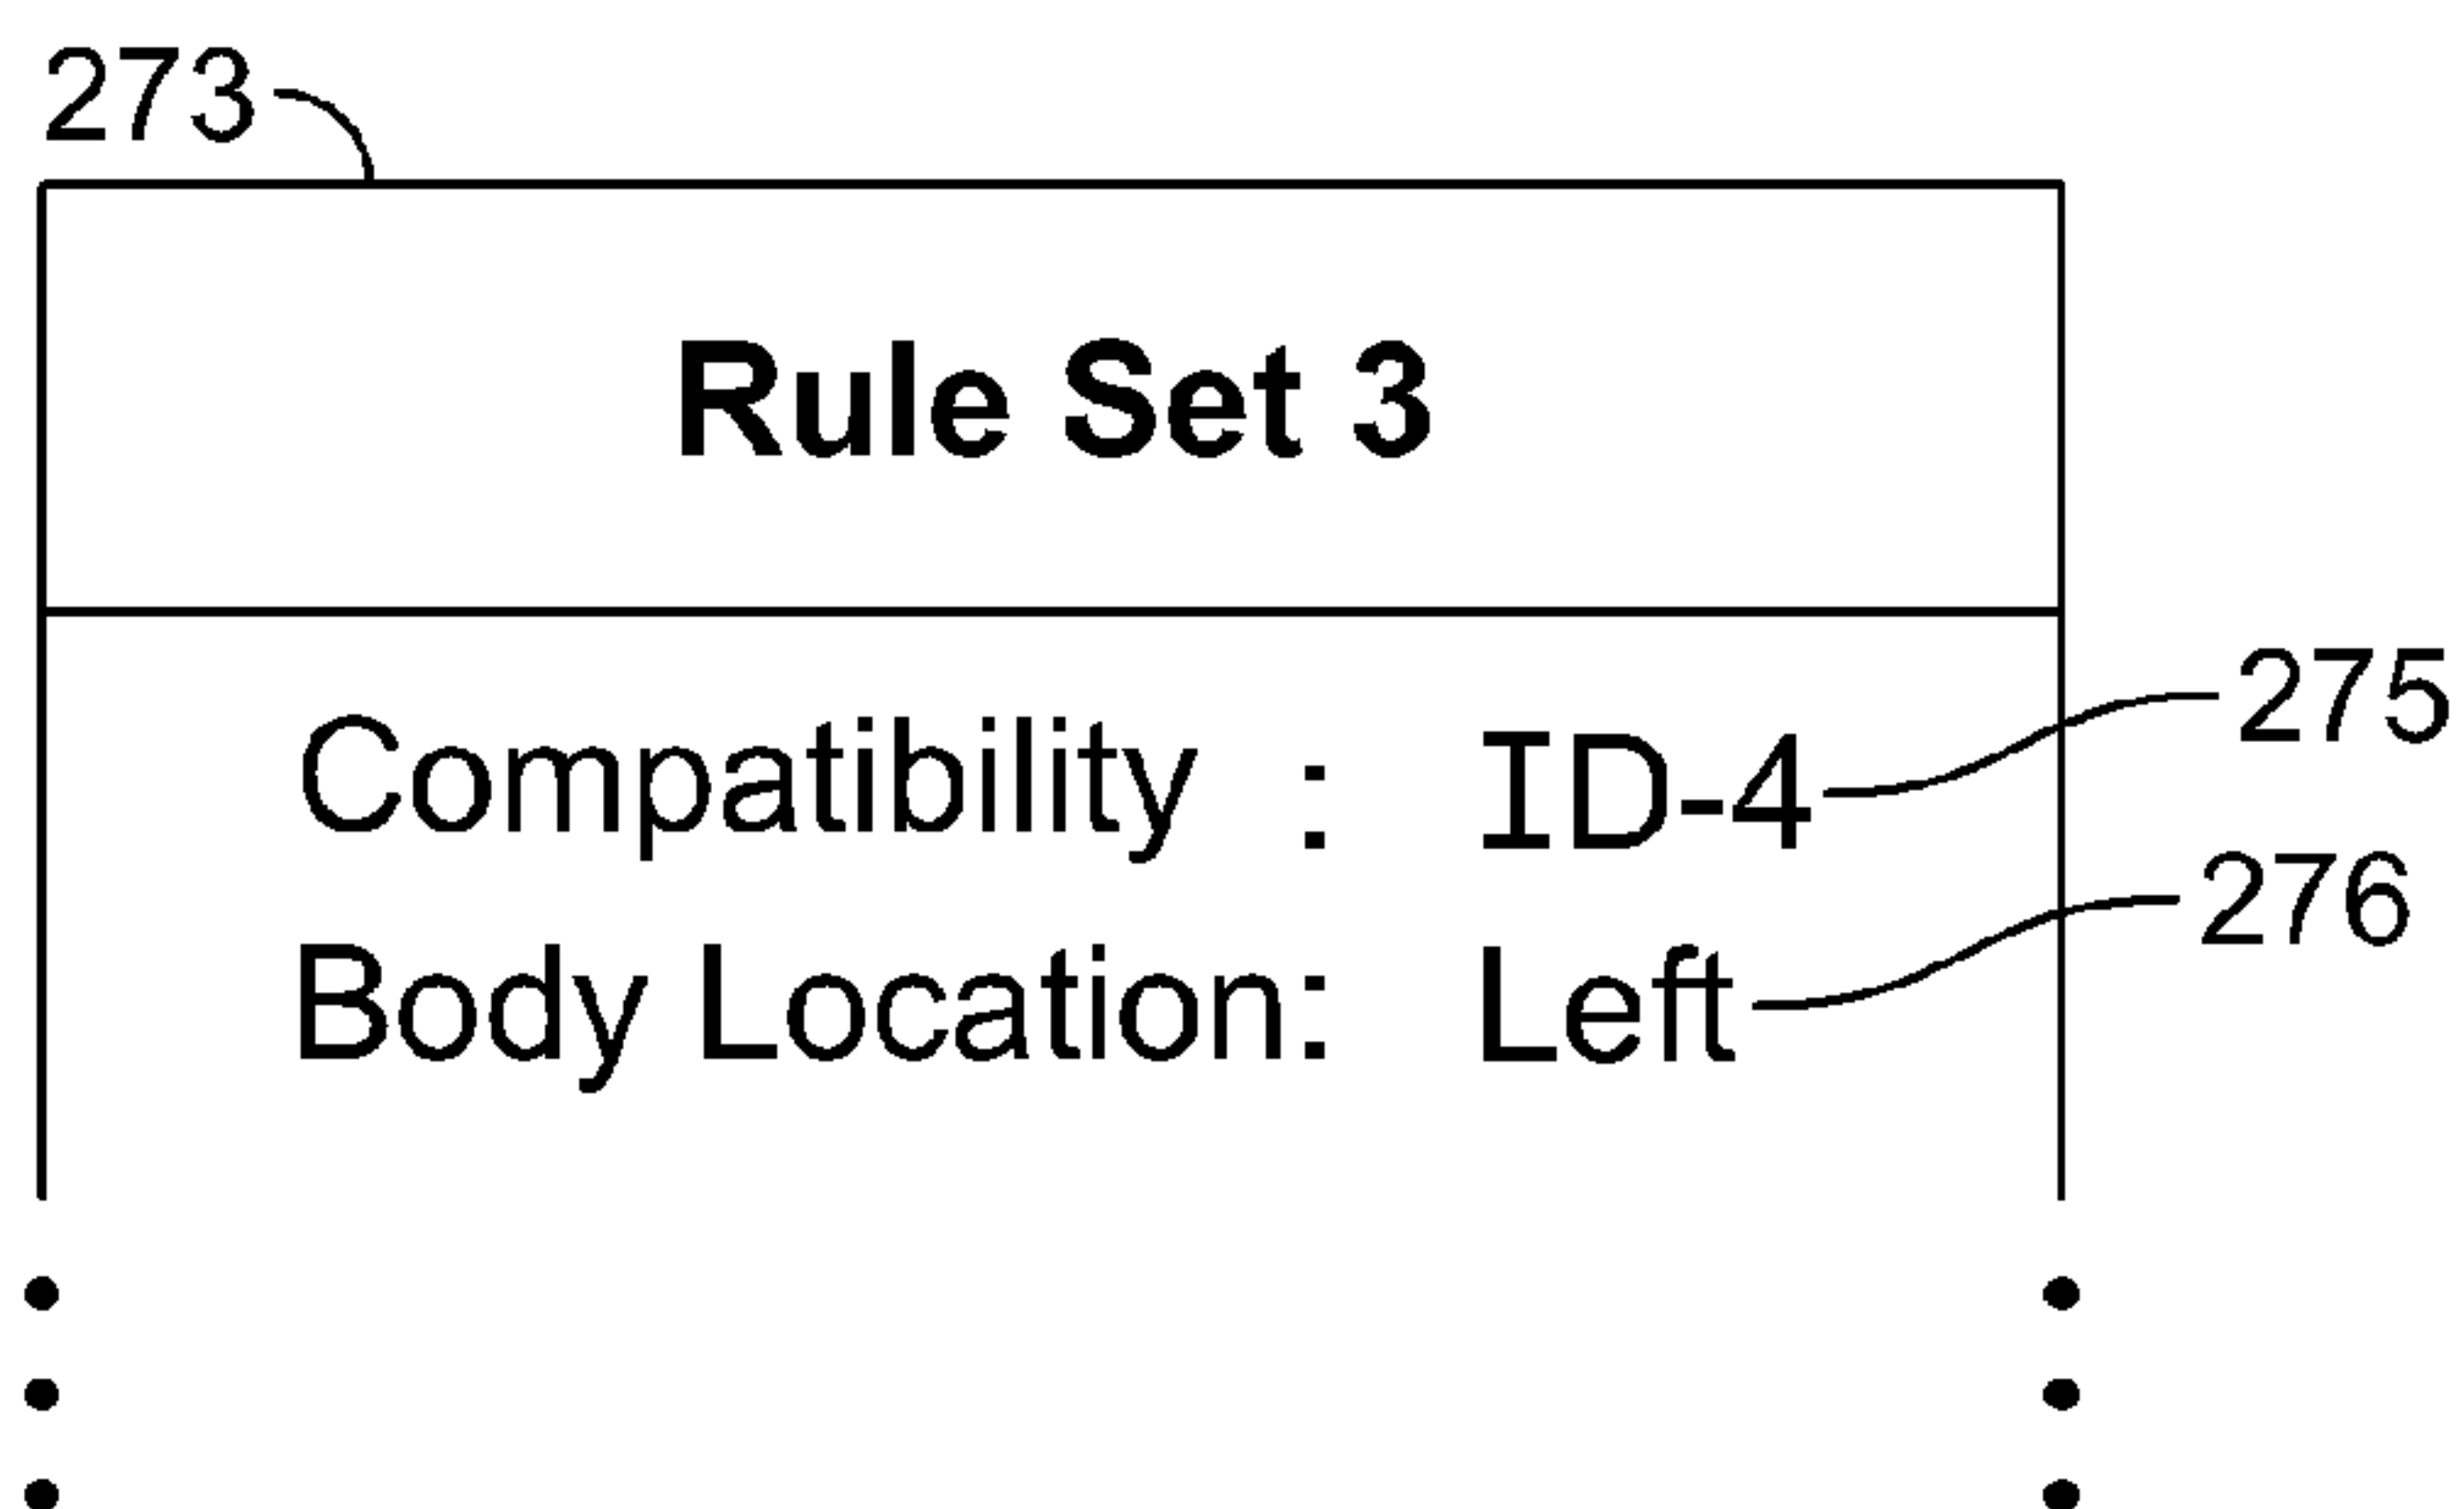 273
Rule Set 3
Compatibility : ID-4
275
Body Location: Left
276